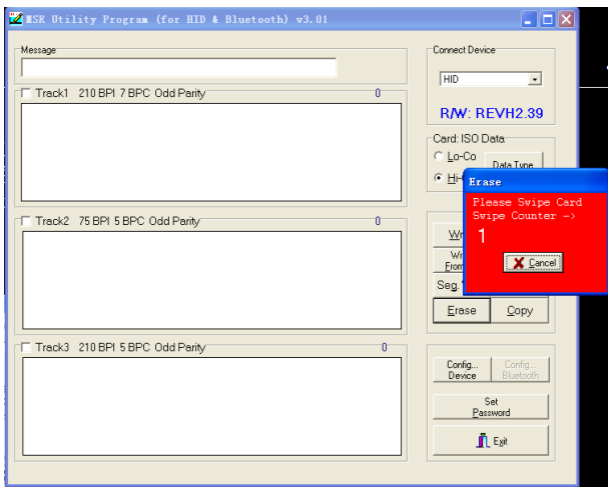 MSR Utility Program (for HID & Bluetooth) v3.01
Message
Connect Device
HID
R/W: REVH2.39
Track1 210 BPI 7 BPC Odd Parity 0
Card: ISO Data
Lo-Co
Data Type
Erase
Please Swipe Card
Swipe Counter ->
1
Cancel
Track2 75 BPI 5 BPC Odd Parity 0
Seg.
Erase Copy
Track3 210 BPI 5 BPC Odd Parity 0
Config... Device
Config... Bluetooth
Set Password
Exit